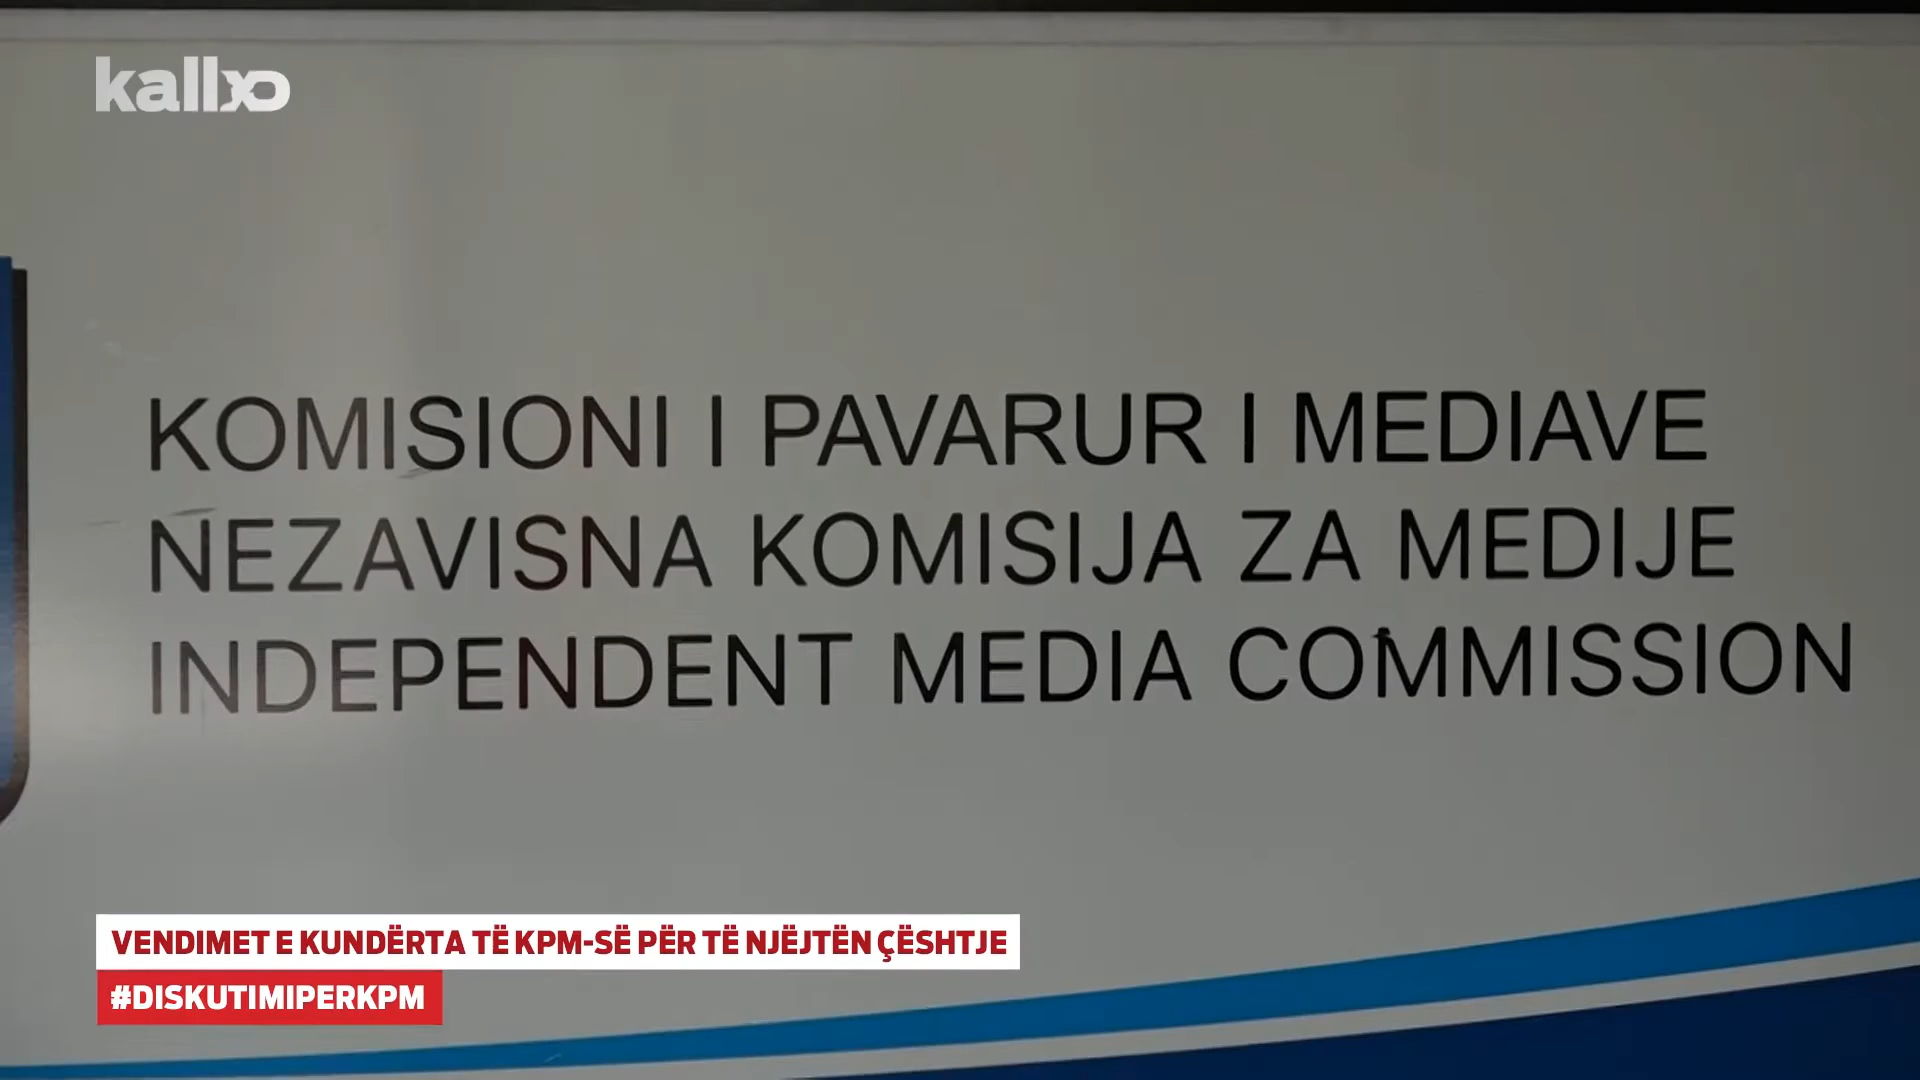 kallxo
KOMISIONI I PAVARUR I MEDIAVE
NEZAVISNA KOMISIJA ZA MEDIJE
INDEPENDENT MEDIA COMMISSION
VENDIMET E KUNDËRTA TË KPM-SË PËR TË NJËJTËN ÇËSHTJE
#DISKUTIMIPERKPM